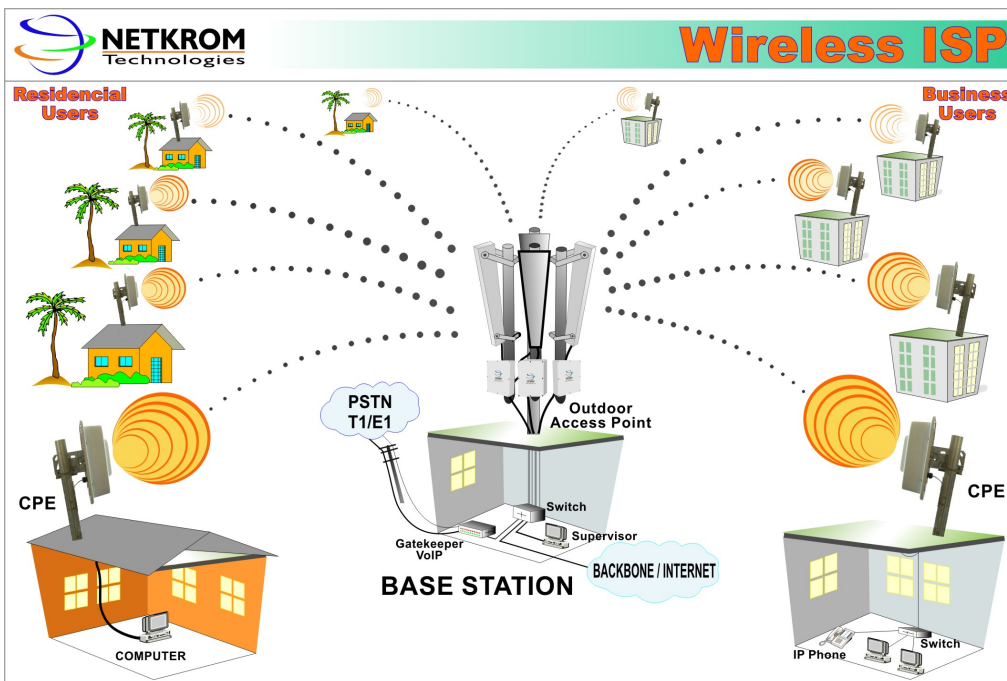 NETKROM
Technologies
Wireless ISP
Residencial
Users
Business
Users
PSTN
T1/E1
Outdoor
Access Point
CPE
CPE
Switch
Gatekeeper
VoIP
Supervisor
BACKBONE / INTERNET
BASE STATION
COMPUTER
IP Phone
Switch